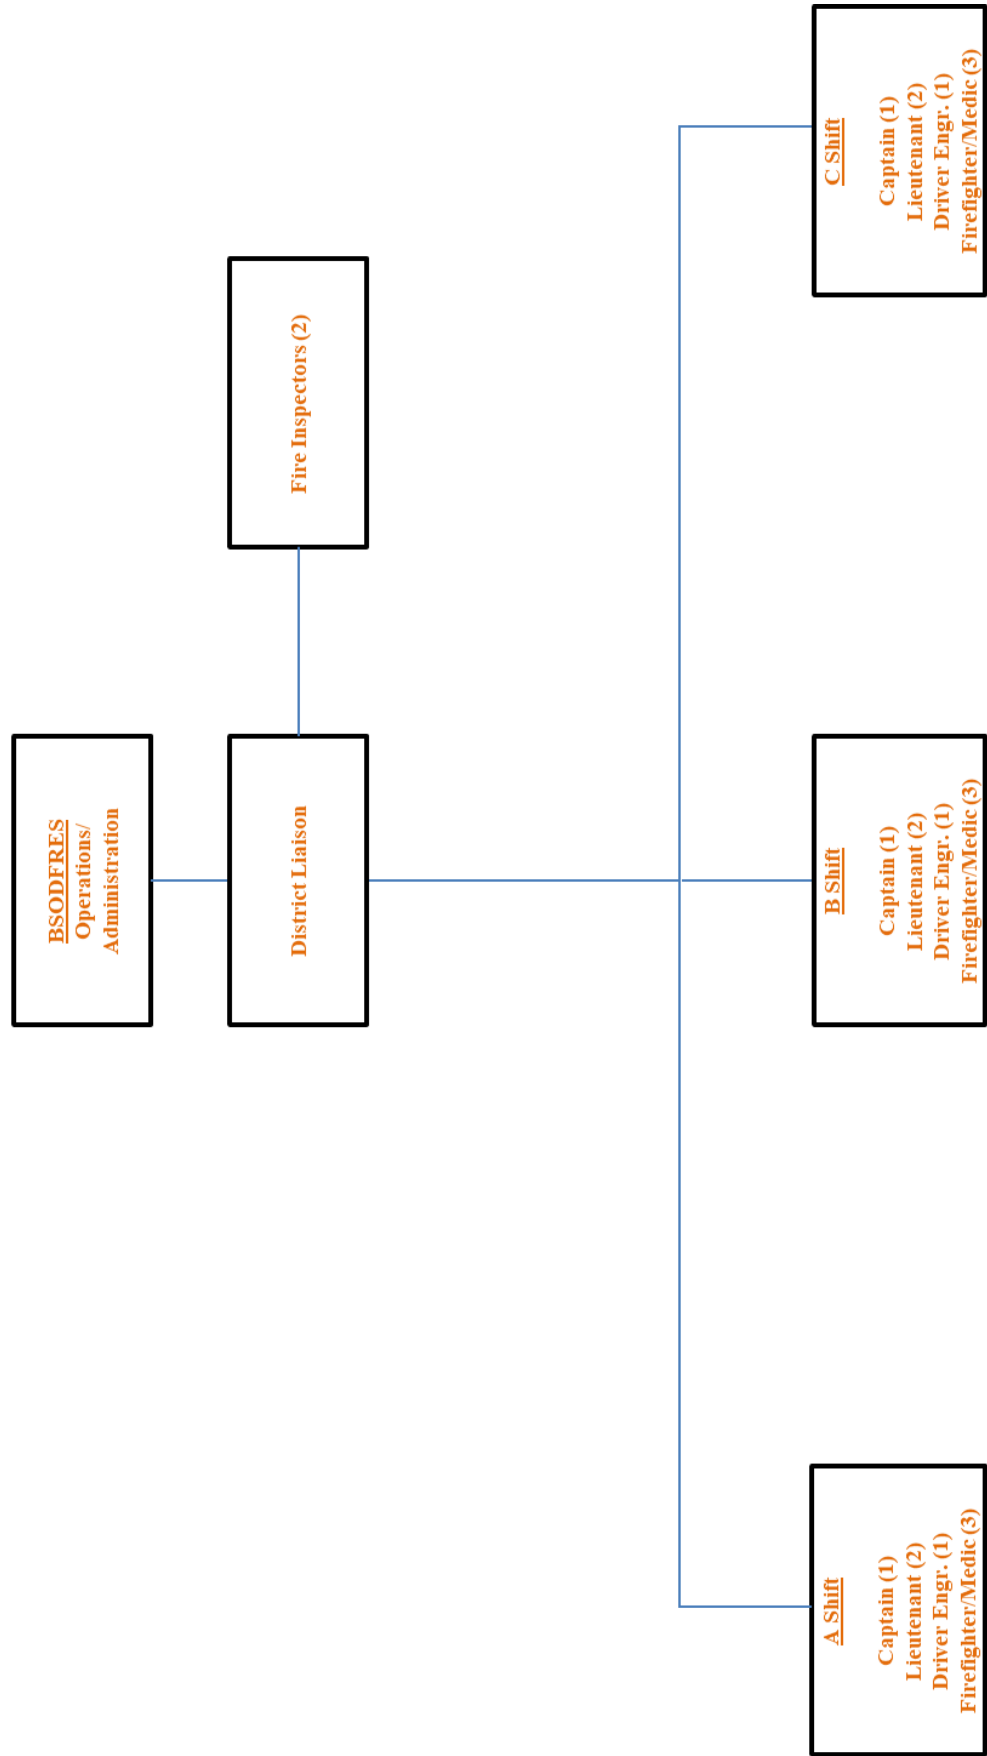 BSODFRES
Operations/
Administration
District Liaison
Fire Inspectors (2)
A Shift
Captain (1)
Lieutenant (2)
Driver Engr. (1)
Firefighter/Medic (3)
B Shift
Captain (1)
Lieutenant (2)
Driver Engr. (1)
Firefighter/Medic (3)
C Shift
Captain (1)
Lieutenant (2)
Driver Engr. (1)
Firefighter/Medic (3)